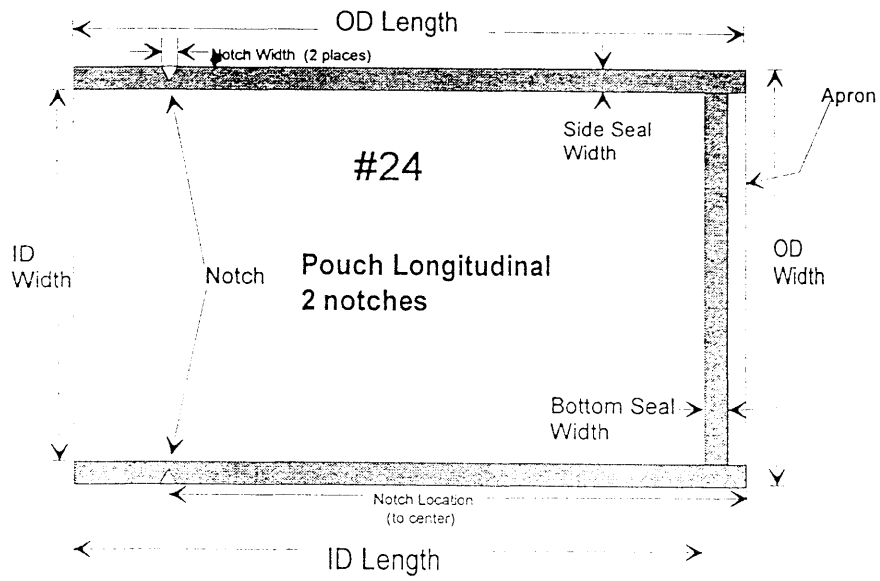 OD Length
Notch Width (2 places)
Apron
Side Seal
Width
#24
ID
Width
Notch
Pouch Longitudinal
2 notches
OD
Width
Bottom Seal
Width
Notch Location
(to center)
ID Length